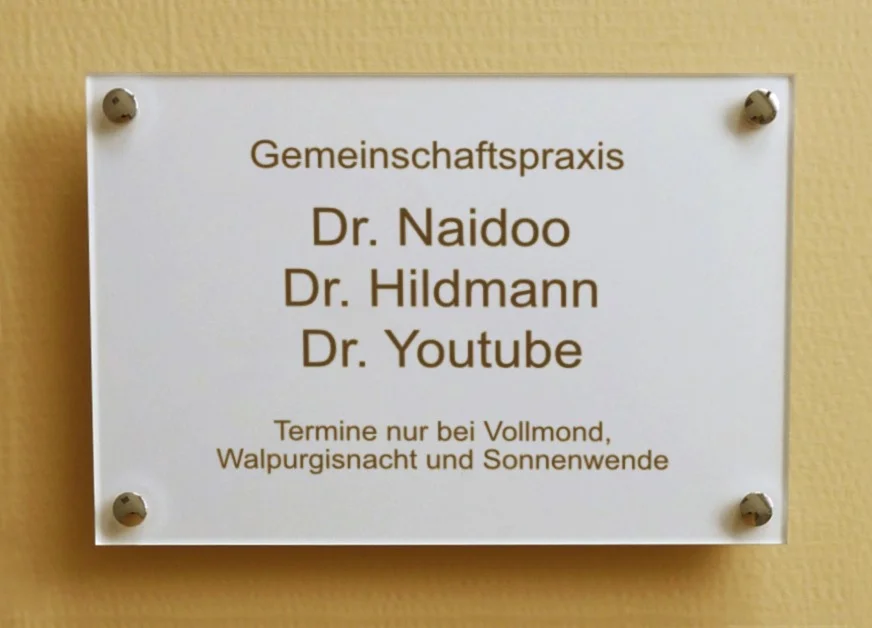 Gemeinschaftspraxis
Dr. Naidoo
Dr. Hildmann
Dr. Youtube
Termine nur bei Vollmond,
Walpurgisnacht und Sonnenwende